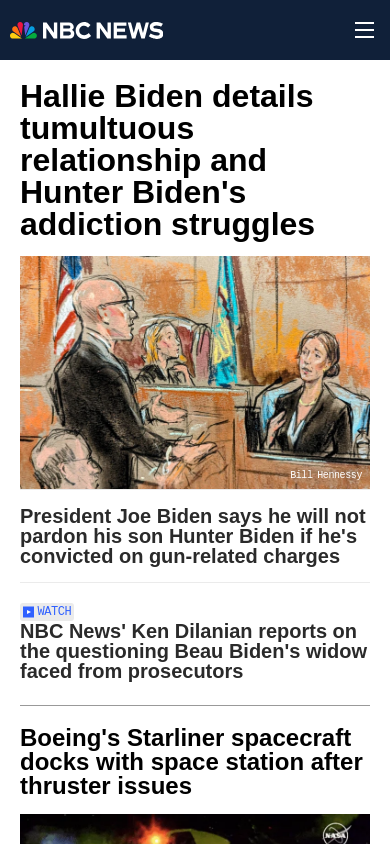 NBC NEWS
Hallie Biden details
tumultuous
relationship and
Hunter Biden's
addiction struggles
Bill Hennessy
President Joe Biden says he will not
pardon his son Hunter Biden if he's
convicted on gun-related charges
WATCH
NBC News' Ken Dilanian reports on
the questioning Beau Biden's widow
faced from prosecutors
Boeing's Starliner spacecraft
docks with space station after
thruster issues
NASA